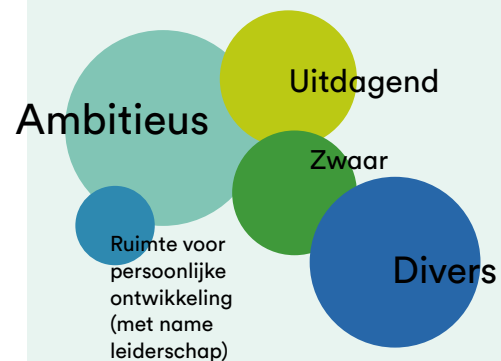 Uitdagend
Ambitieus
Zwaar
Ruimte voor
persoonlijke
ontwikkeling
(met name
leiderschap)
Divers